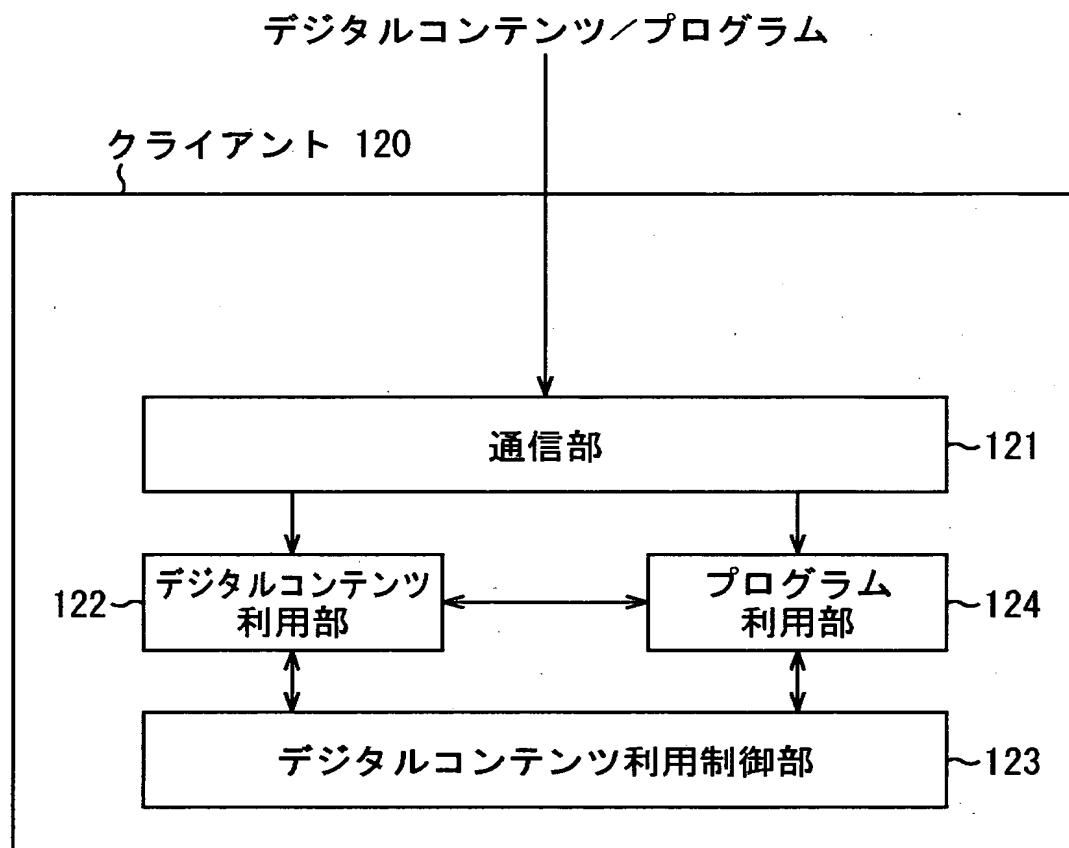 デジタルコンテンツ／プログラム
クライアント 120
通信部
121
デジタルコンテンツ
利用部
122
プログラム
利用部
124
デジタルコンテンツ利用制御部
123